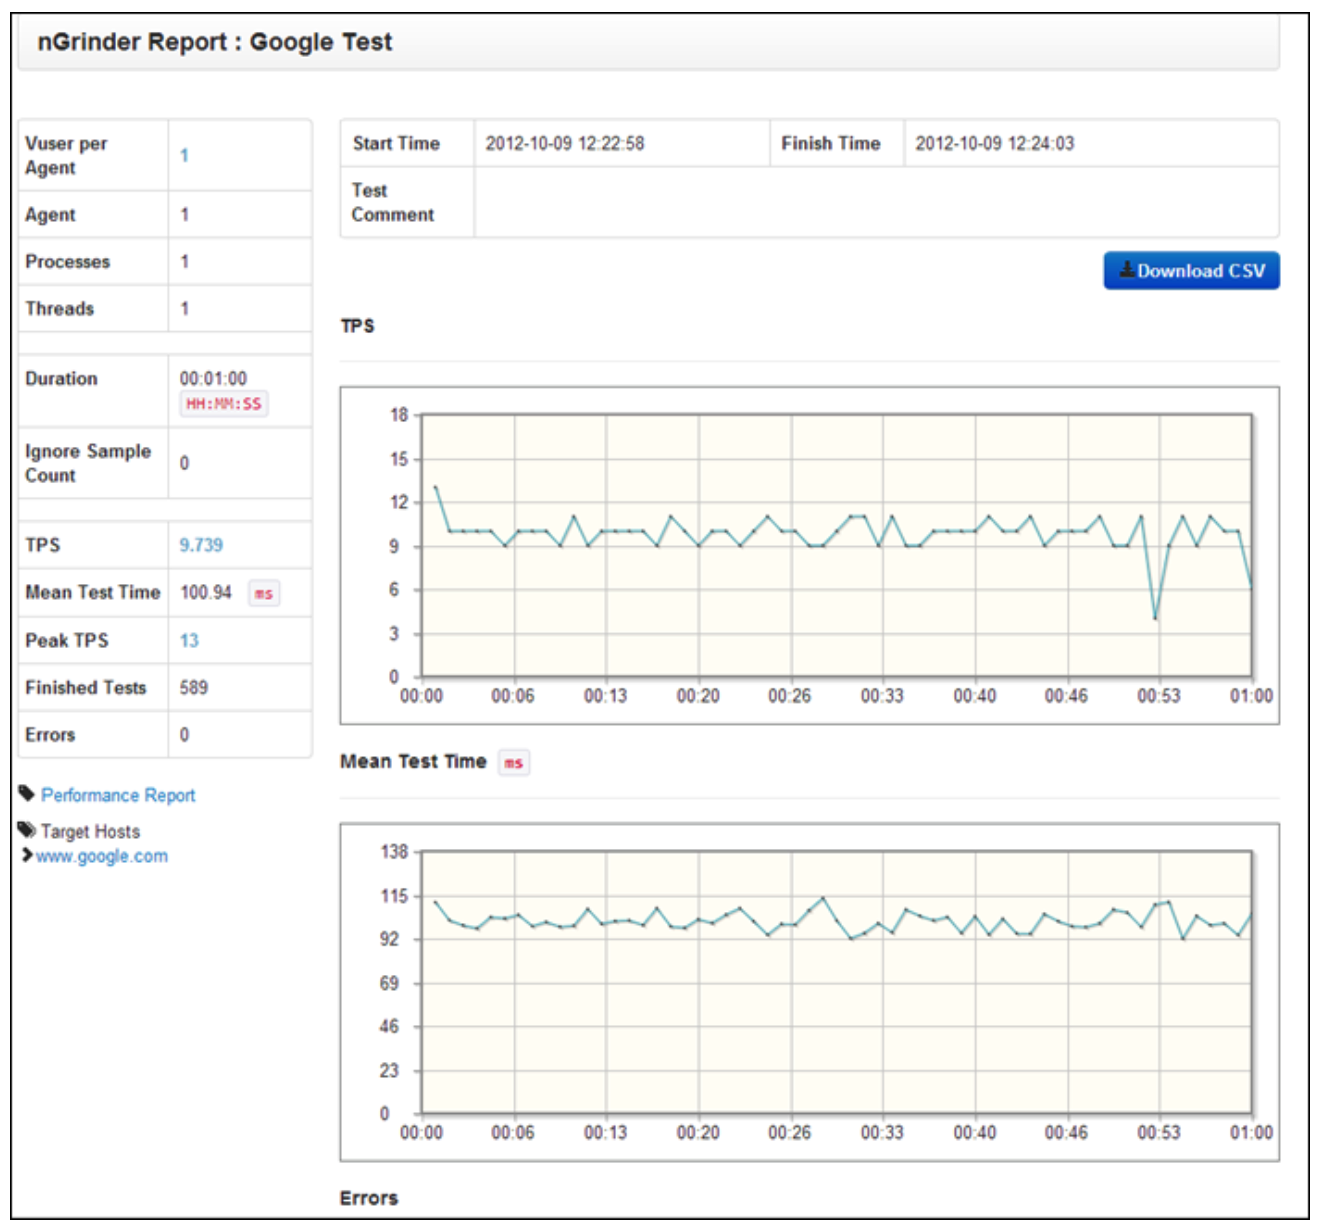 nGrinder Report : Google Test
Vuser per
Agent
1
Agent
1
Processes
1
Threads
1
Duration
00:01:00
HH:MM:SS
Ignore Sample
Count
0
TPS
9.739
Mean Test Time
100.94 ms
Peak TPS
13
Finished Tests
589
Errors
0
Performance Report
Target Hosts
www.google.com
Start Time
2012-10-09 12:22:58
Finish Time
2012-10-09 12:24:03
Test
Comment
Download CSV
TPS
18
15
12
9
6
3
0
00:00 00:06 00:13 00:20 00:26 00:33 00:40 00:46 00:53 01:00
Mean Test Time ms
138
115
92
69
46
23
0
00:00 00:06 00:13 00:20 00:26 00:33 00:40 00:46 00:53 01:00
Errors